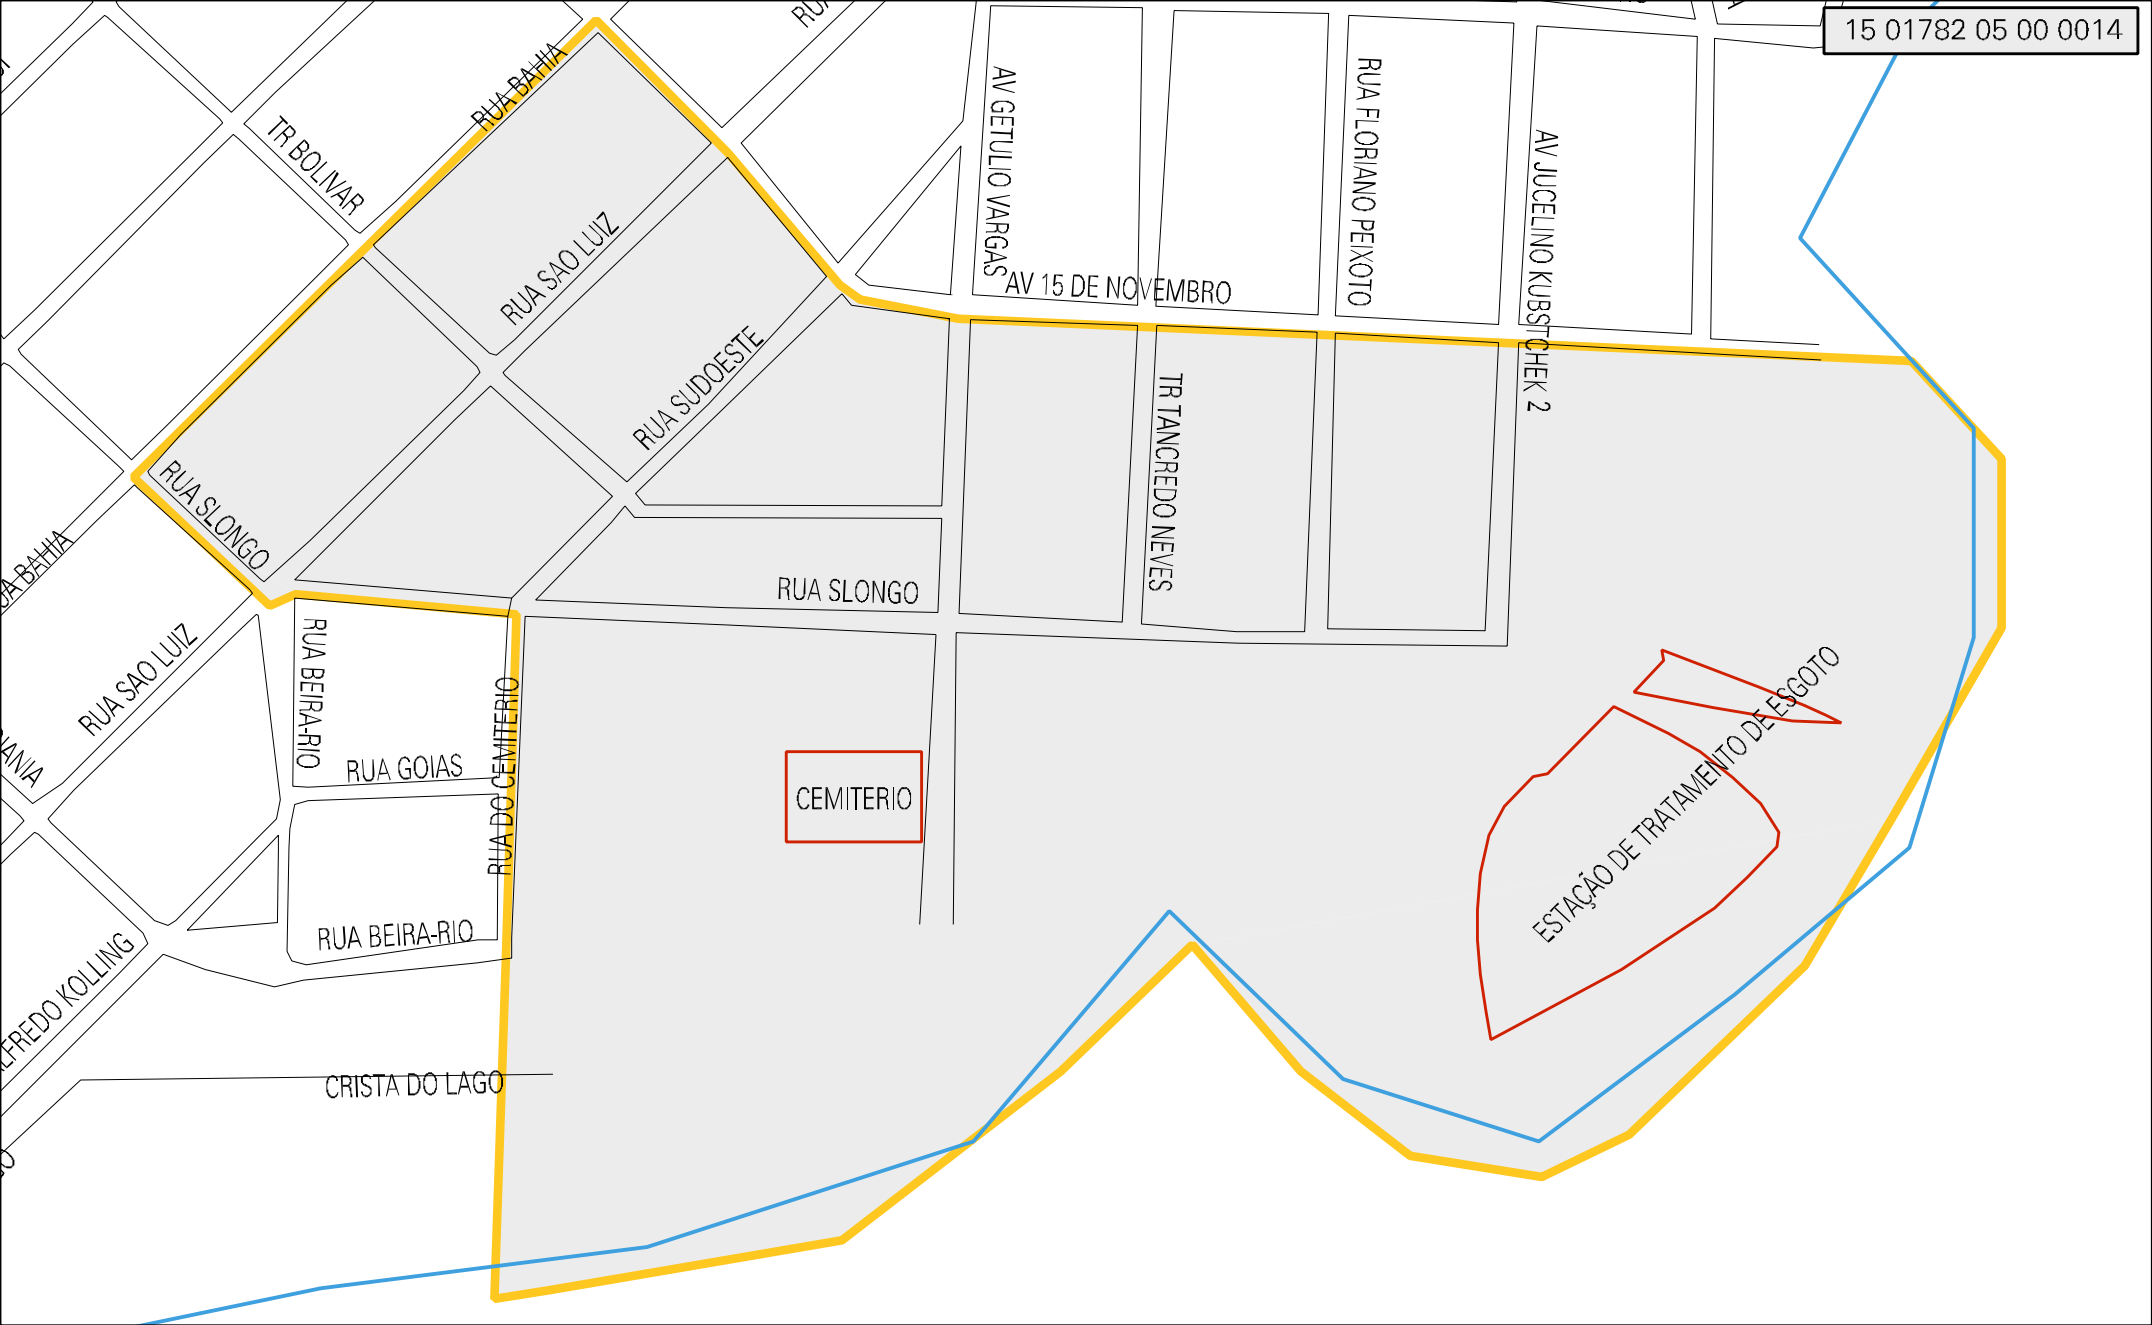 15 01782 05 00 0014
RUA BAHIA
TR BOLIVAR
AV GETULIO VARGAS
RUA FLORIANO PEIXOTO
AV JUCELINO KUBSTCHEK 2
RUA SAO LUIZ
AV 15 DE NOVEMBRO
RUA SUDOESTE
TR TANCREDO NEVES
RUA SLONGO
BAHIA
RUA SLONGO
RUA SAO LUIZ
RUA BEIRA-RIO
RUA DO CEMITERIO
RUA GOIAS
CEMITERIO
ESTAÇÃO DE TRATAMENTO DE ESGOTO
RUA BEIRA-RIO
KOLLING
CRISTA DO LAGO